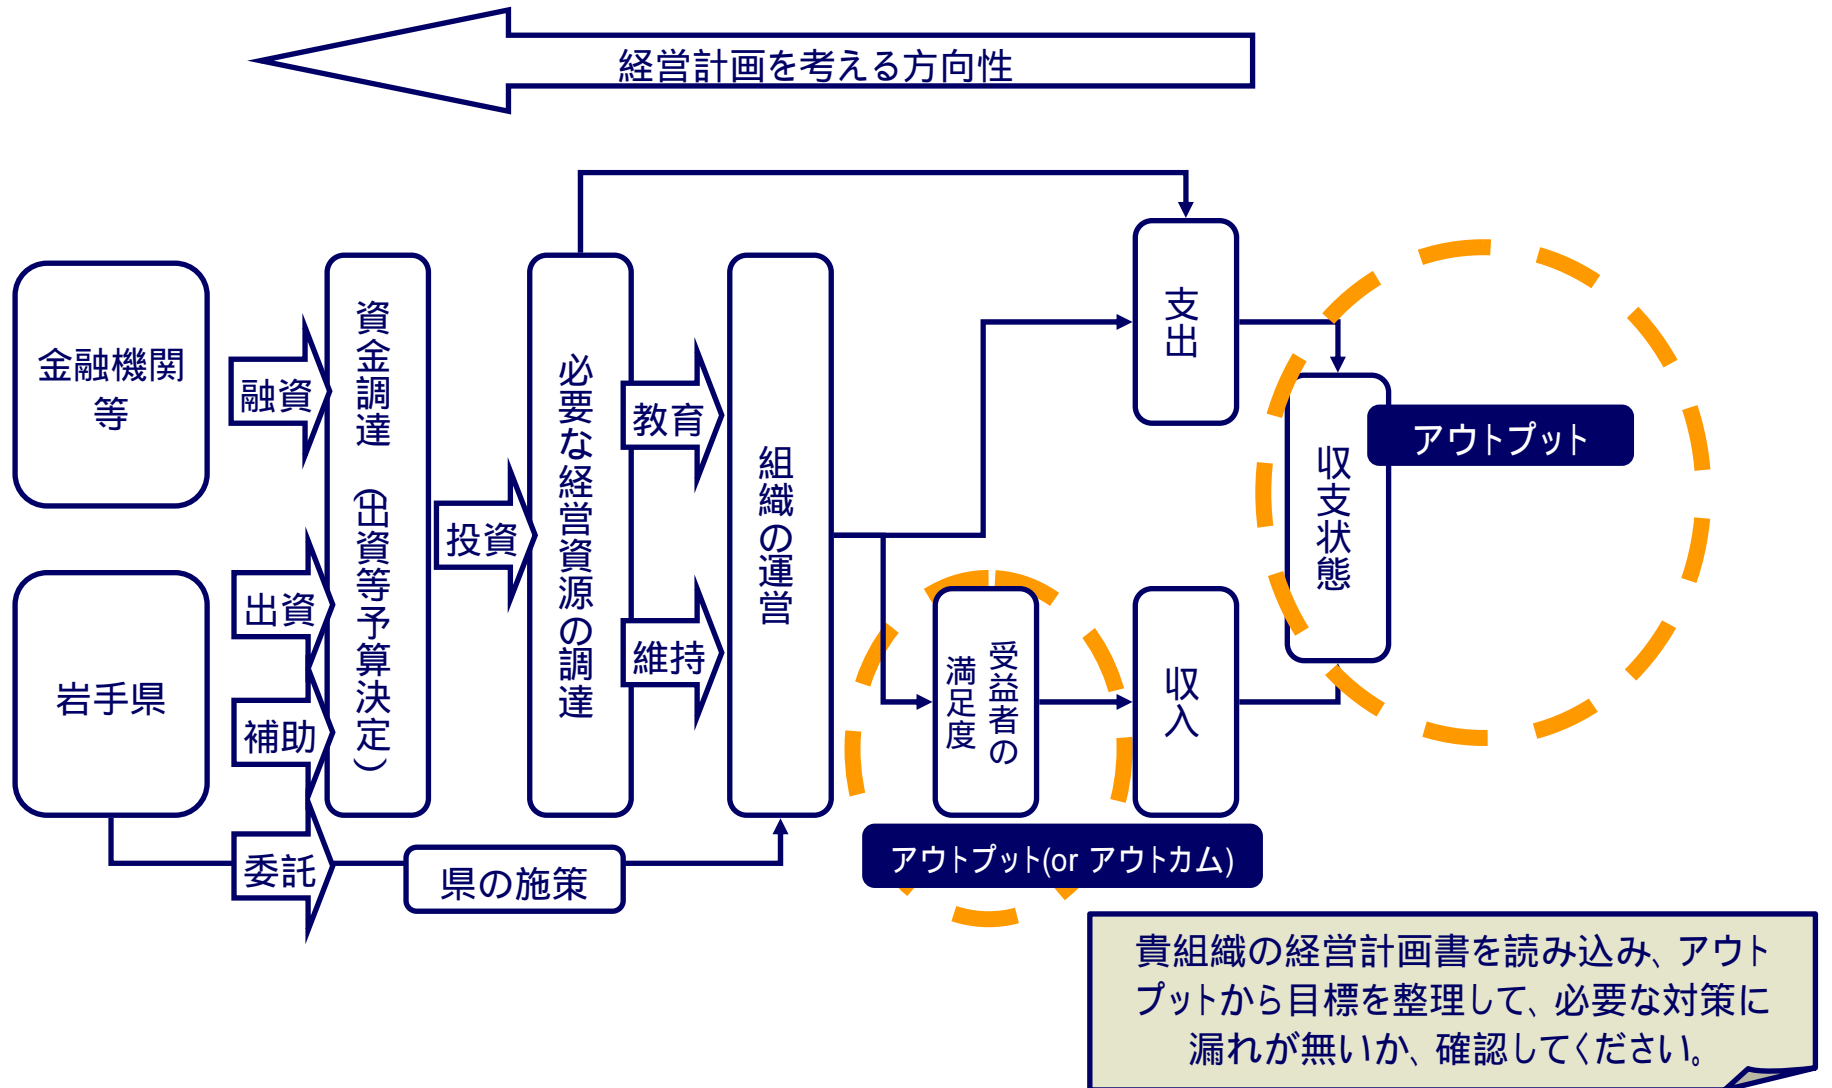 経営計画を考える方向性
金融機関
等
融資
資金調達 (出資等予算決定)
必要な経営資源の調達
教育
投資
組織の運営
支出
収支状態
アウトプット
岩手県
出資
補助
維持
受益者の
満足度
収入
委託
県の施策
アウトプット(or アウトカム)
貴組織の経営計画書を読み込み、アウト
プットから目標を整理して、必要な対策に
漏れが無いか、確認してください。